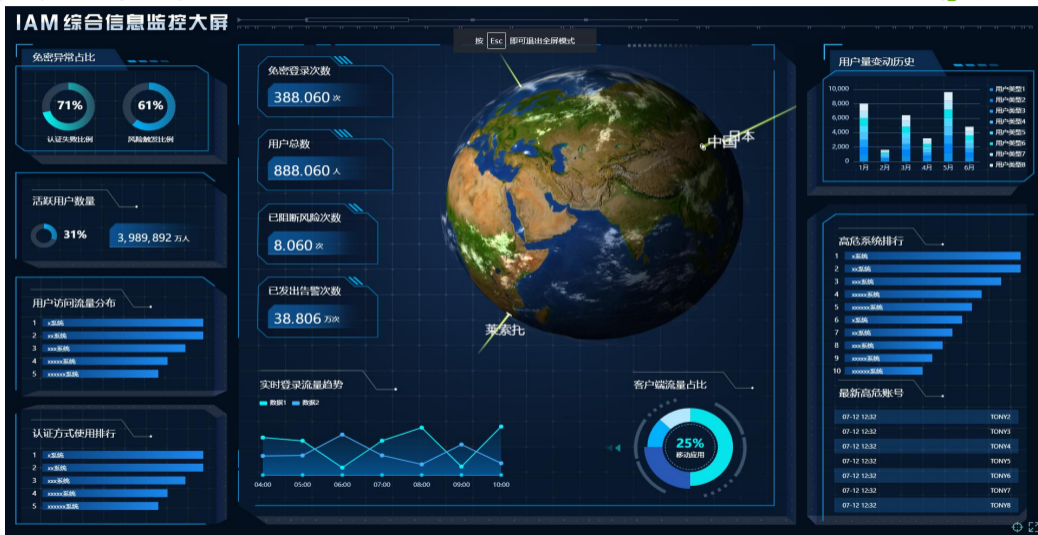 IAM 综合信息监控大屏
按 Esc 即可退出全屏模式
免密异常占比
71%
61%
认证失败比例
风险触发比例
活跃用户数量
31%
3,989,892 万人
用户访问流量分布
1 x系统
2 xx系统
3 xxx系统
4 xxxxx系统
5 xxxxxx系统
认证方式使用排行
1 x系统
2 xx系统
3 xxx系统
4 xxxxx系统
5 xxxxxx系统
免密登录次数
388.060 次
用户总数
888.060 人
已阻断风险次数
8.060 次
已发出告警次数
38.806 万次
中国
日本
莱索托
实时登录流量趋势
数据1 数据2
04:00 05:00 06:00 07:00 08:00 09:00 10:00
客户端流量占比
25%
移动应用
用户量变动历史
10,000
8,000
6,000
4,000
2,000
0
1月 2月 3月 4月 5月 6月
用户类型1
用户类型2
用户类型3
用户类型4
用户类型5
用户类型6
用户类型7
用户类型8
高危系统排行
1 x系统
2 xx系统
3 xxx系统
4 xxxxx系统
5 xxxxxx系统
6 x系统
7 xx系统
8 xxx系统
9 xxxxx系统
10 xxxxxx系统
最新高危账号
07-12 12:32 TONY2
07-12 12:32 TONY3
07-12 12:32 TONY4
07-12 12:32 TONY5
07-12 12:32 TONY6
07-12 12:32 TONY7
07-12 12:32 TONY8